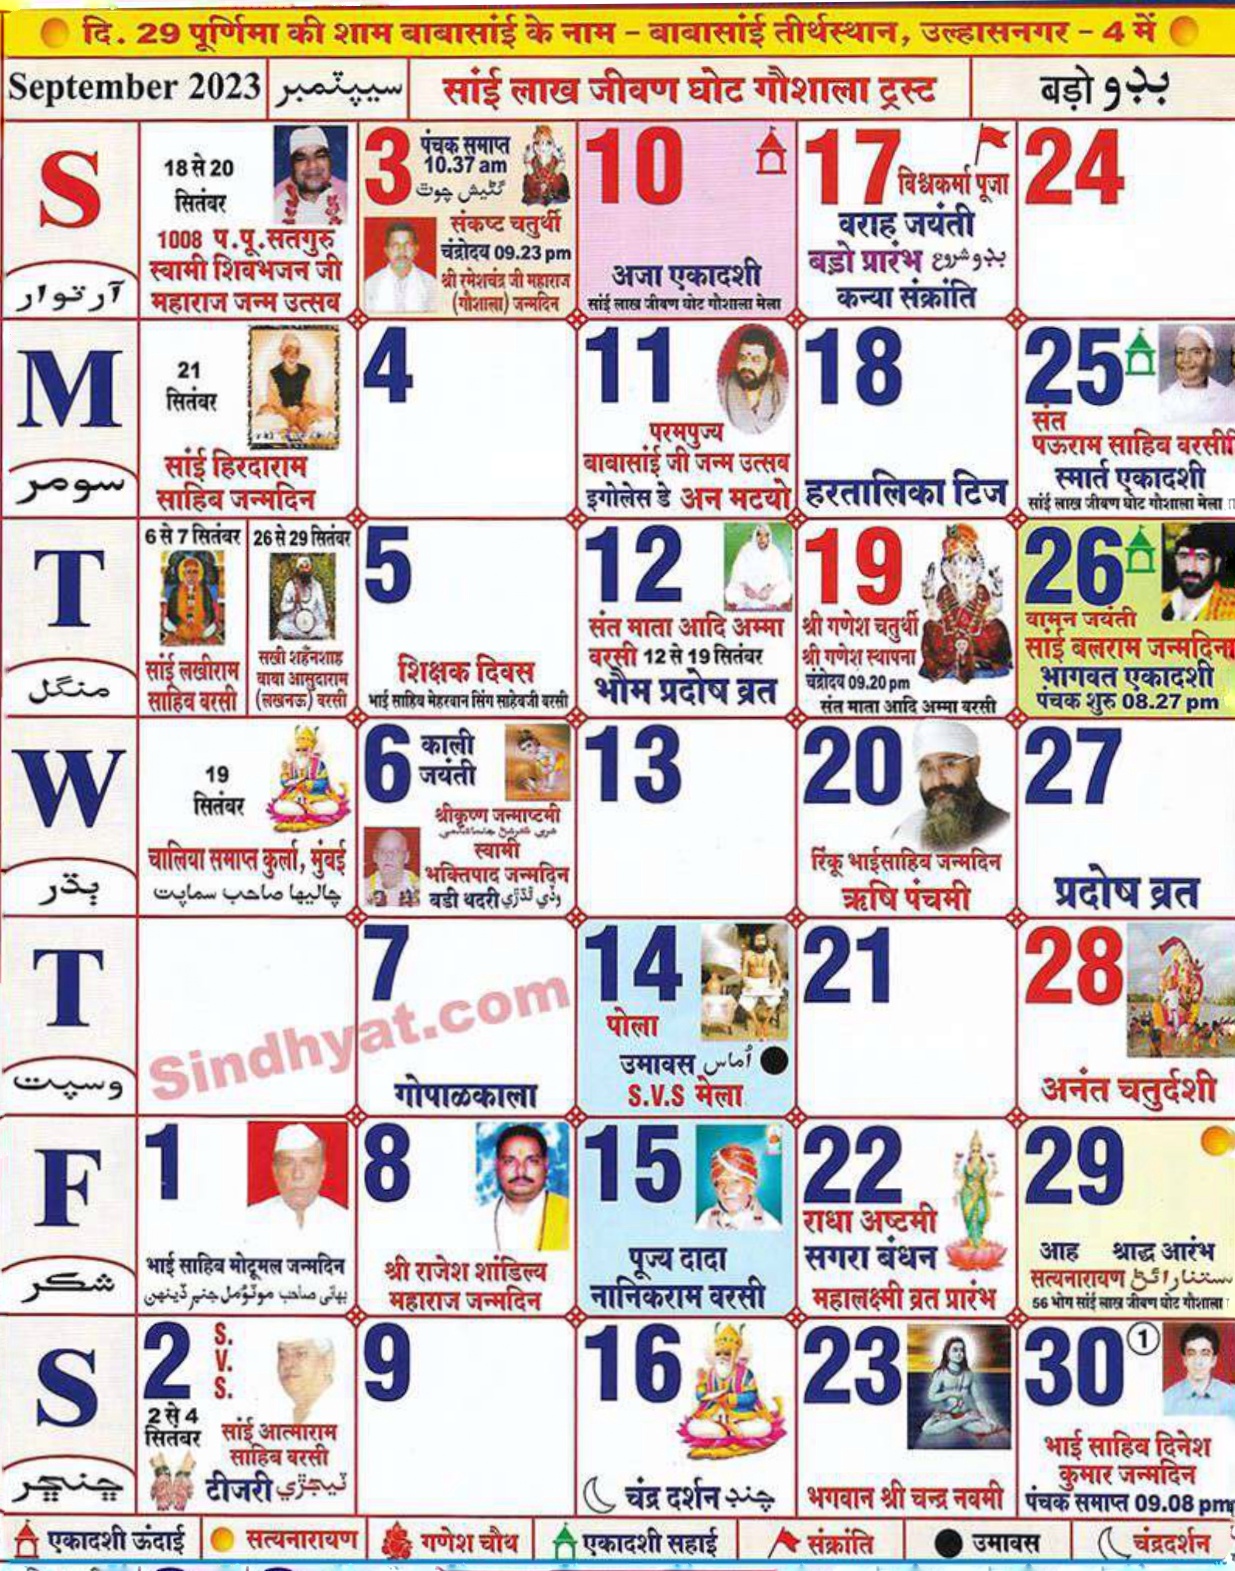 दि. 29 पूर्णिमा की शाम बाबासांई के नाम - बाबासांई तीर्थस्थान, उल्हासनगर - 4 में
September 2023
سيپٽمبر
सांई लाख जीवण घोट गौशाला ट्रस्ट
बड़ो بڊو
S
آرتوار
18 से 20
सितंबर
1008 प.पू.सतगुरु
स्वामी शिवभजन जी
महाराज जन्म उत्सव
3
पंचक समाप्त
10.37 am
گڻيش چوٿ
संकष्ट चतुर्थी
चंद्रोदय 09.23 pm
श्री रमेशचंद्र जी महाराज
(गौशाला) जन्मदिन
10
अजा एकादशी
सांई लाख जीवण घोट गौशाला मेला
17
विश्वकर्मा पूजा
वराह जयंती
बड़ो प्रारंभ بڊو شروع
कन्या संक्रांति
24
M
سومر
21
सितंबर
सांई हिरदाराम
साहिब जन्मदिन
4
11
परमपुज्य
बाबासांई जी जन्म उत्सव
इगोलेस डे अन मटयो
18
हरतालिका टिज
25
संत
पऊराम साहिब वरसी
स्मार्त एकादशी
सांई लाख जीवण घोट गौशाला मेला
T
منگل
6 से 7 सितंबर
सांई लखीराम
साहिब वरसी
26 से 29 सितंबर
सखी शहँनशाह
बाबा आसुदाराम
(लखनऊ) वरसी
5
शिक्षक दिवस
भाई साहिब मेहरवान सिंग साहेबजी वरसी
12
संत माता आदि अम्मा
वरसी 12 से 19 सितंबर
भौम प्रदोष व्रत
19
श्री गणेश चतुर्थी
श्री गणेश स्थापना
चंद्रोदय 09.20 pm
संत माता आदि अम्मा वरसी
26
वामन जयंती
सांई बलराम जन्मदिन
भागवत एकादशी
पंचक शुरु 08.27 pm
W
ٻڌر
19
सितंबर
चालिवा समाप्त कुर्ला, मुंबई
چاليها صاحب سماپت
6
काली
जयंती
श्रीकृष्ण जन्माष्टमी
स्वामी
भक्तिपाद जन्मदिन
वडी थदरी وڏي ٿڌڙي
13
20
रिंकू भाईसाहिब जन्मदिन
ऋषि पंचमी
27
प्रदोष व्रत
T
وسپت
Sindhyat.com
7
गोपाळकाला
14
पोला
उमावस اُماس
S.V.S मेला
21
28
अनंत चतुर्दशी
F
شڪر
1
भाई साहिब मोटूमल जन्मदिन
ڀائي صاحب موٽومل جنم ڏينهن
8
श्री राजेश शांडिल्य
महाराज जन्मदिन
15
पूज्य दादा
नानिकराम वरसी
22
राधा अष्टमी
सगरा बंधन
महालक्ष्मी व्रत प्रारंभ
29
आह श्राद्ध आरंभ
सत्यनारायण
56 भोग सांई लाख जीवण घोट गौशाला
S
ڇنڇر
2
S.
V.
S.
2 से 4
सितंबर
सांई आत्माराम
साहिब वरसी
टीजरी ٽيجڙي
9
16
चंद्र दर्शन چنڊ
23
भगवान श्री चन्द्र नवमी
30
1
भाई साहिब दिनेश
कुमार जन्मदिन
पंचक समाप्त 09.08 pm
एकादशी ऊंदाई
सत्यनारायण
गणेश चौथ
एकादशी सहाई
संक्रांति
उमावस
चंद्रदर्शन